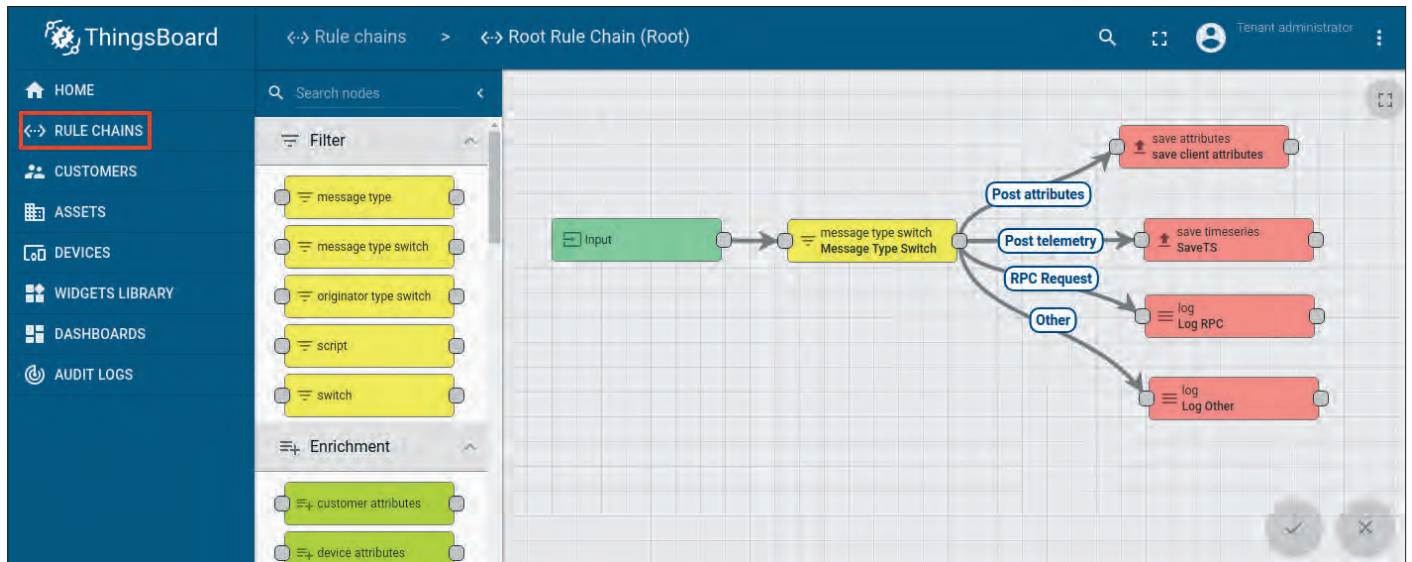 ThingsBoard
Rule chains > Root Rule Chain (Root)
Tenant administrator
HOME
RULE CHAINS
CUSTOMERS
ASSETS
DEVICES
WIDGETS LIBRARY
DASHBOARDS
AUDIT LOGS
Search nodes
Filter
message type
message type switch
originator type switch
script
switch
Enrichment
customer attributes
device attributes
Input
message type switch
Message Type Switch
Post attributes
Post telemetry
RPC Request
Other
save attributes
save client attributes
save timeseries
SaveTS
log
Log RPC
log
Log Other